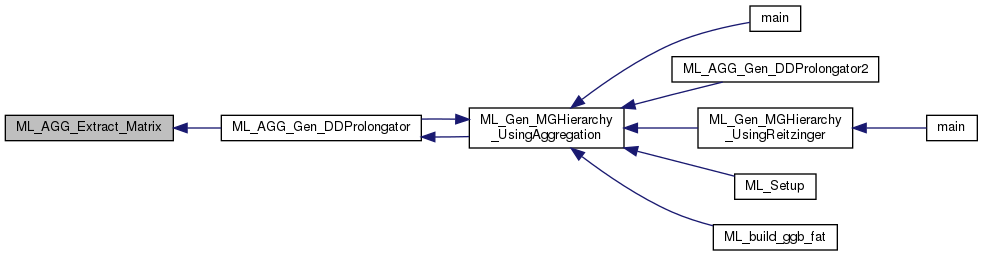 main
ML_AGG_Gen_DDProlongator2
ML_AGG_Extract_Matrix
ML_AGG_Gen_DDProlongator
ML_Gen_MGHierarchy
_UsingAggregation
ML_Gen_MGHierarchy
_UsingReitzinger
main
ML_Setup
ML_build_ggb_fat